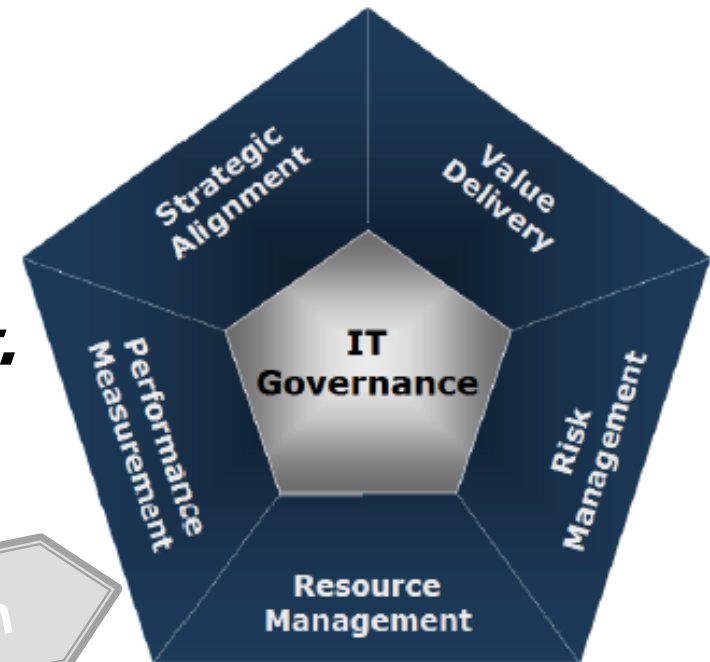 Strategic
Alignment
Value
Delivery
IT
Governance
Performance
Measurement
Risk
Management
Resource
Management